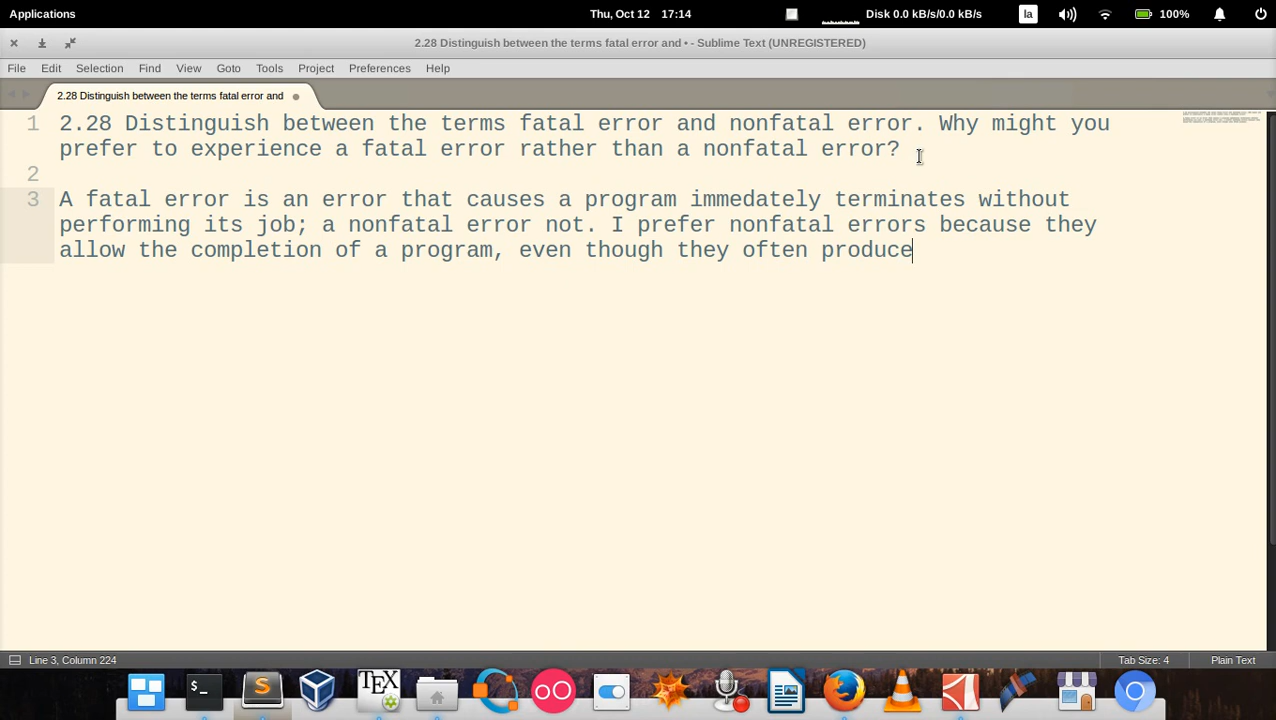 Applications
Thu, Oct 12 17:14
Disk 0.0 kB/s/0.0 kB/s
la
100%
2.28 Distinguish between the terms fatal error and • - Sublime Text (UNREGISTERED)
File Edit Selection Find View Goto Tools Project Preferences Help
2.28 Distinguish between the terms fatal error and
1 2.28 Distinguish between the terms fatal error and nonfatal error. Why might you
prefer to experience a fatal error rather than a nonfatal error?
2
3 A fatal error is an error that causes a program immedately terminates without
performing its job; a nonfatal error not. I prefer nonfatal errors because they
allow the completion of a program, even though they often produce
Line 3, Column 224
Tab Size: 4
Plain Text
>_
S
TEX